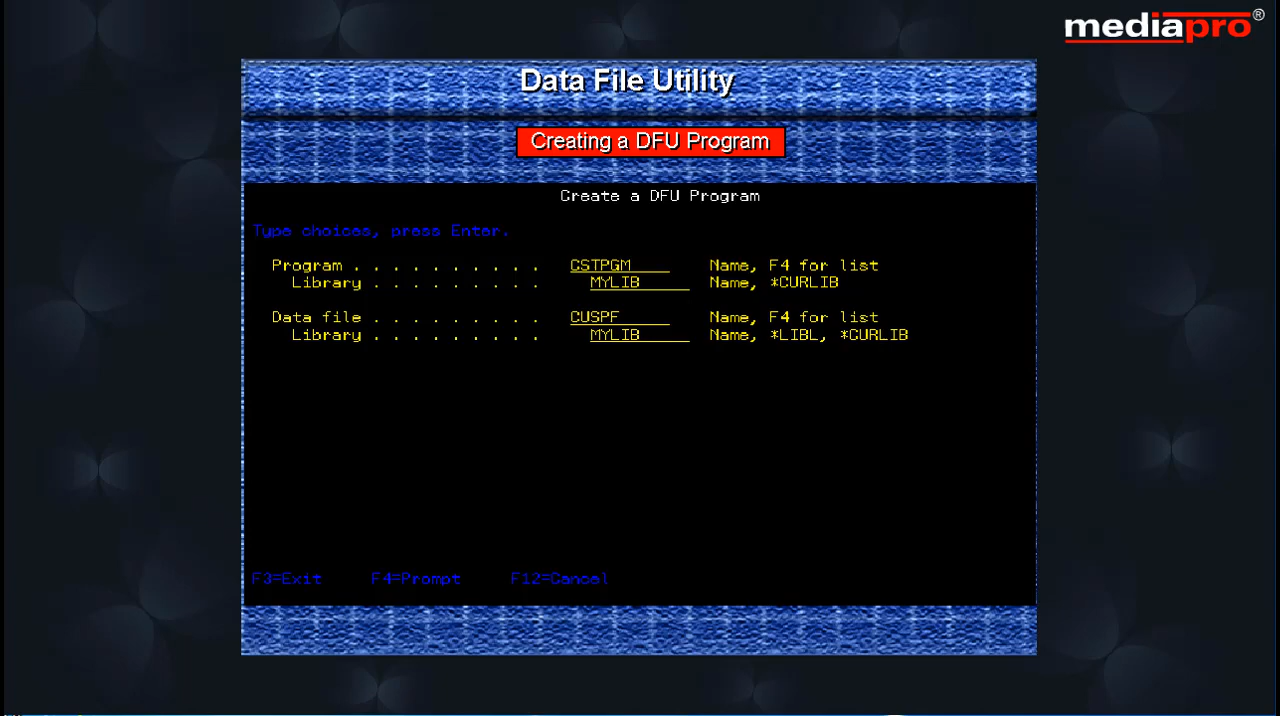 mediapro®
Data File Utility
Creating a DFU Program
Create a DFU Program
Type choices, press Enter.
Program . . . . . . . . . . CSTPGM Name, F4 for list
Library . . . . . . . . . MYLIB Name, *CURLIB
Data file . . . . . . . . . CUSPF Name, F4 for list
Library . . . . . . . . . MYLIB Name, *LIBL, *CURLIB
F3=Exit F4=Prompt F12=Cancel